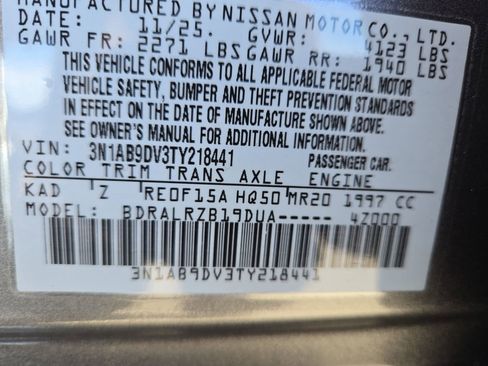 MANUFACTURED BY NISSAN MOTOR CO., LTD.
DATE: 11/25. GVWR: 4123 LBS
GAWR FR: 2271 LBS GAWR RR: 1940 LBS
THIS VEHICLE CONFORMS TO ALL APPLICABLE FEDERAL MOTOR
VEHICLE SAFETY, BUMPER AND THEFT PREVENTION STANDARDS
IN EFFECT ON THE DATE OF MANUFACTURE SHOWN ABOVE.
SEE OWNER'S MANUAL FOR ADDITIONAL INFORMATION.
VIN: 3N1AB9DV3TY218441 PASSENGER CAR.
COLOR TRIM TRANS AXLE ENGINE
KAD Z RE0F15A HQ50 MR20 1997 CC
MODEL: BDRALRZB19DUA----- 4Z000
3N1AB9DV3TY218441